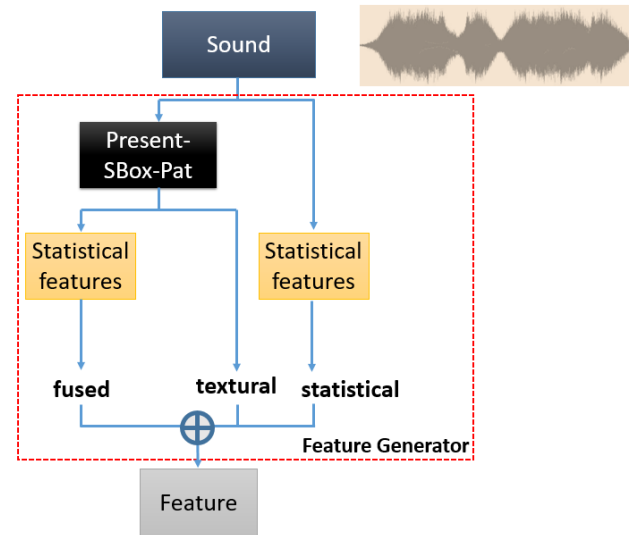 Sound
Present-
SBox-Pat
Statistical
features
Statistical
features
fused
textural
statistical
Feature Generator
Feature